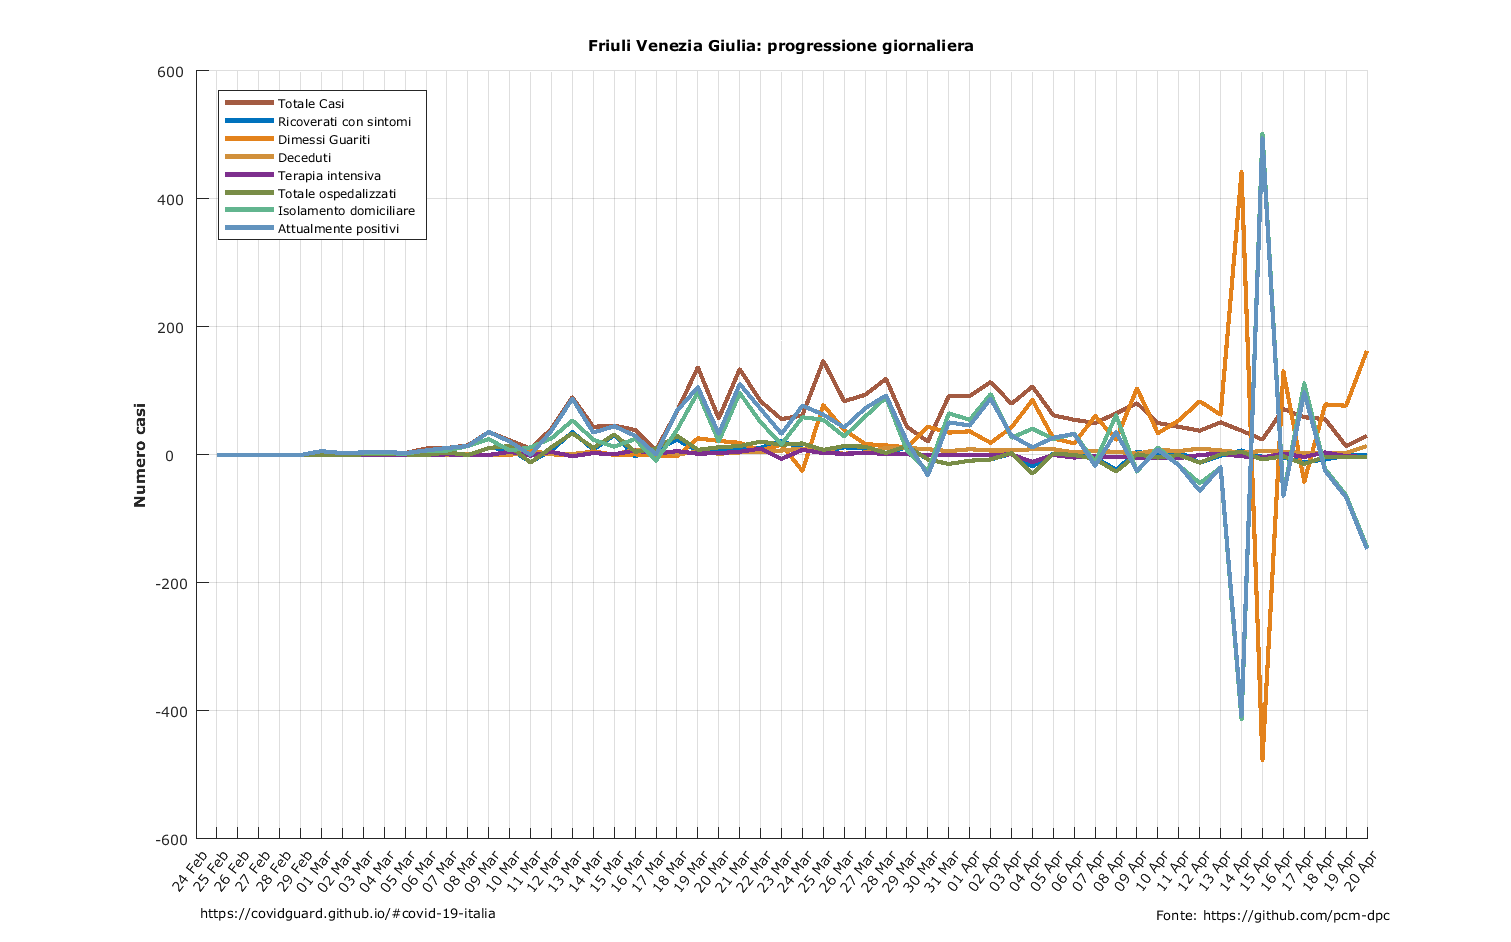 Friuli Venezia Giulia: progressione giornaliera
600
400
200
0
-200
-400
-600
Numero casi
Totale Casi
Ricoverati con sintomi
Dimessi Guariti
Deceduti
Terapia intensiva
Totale ospedalizzati
Isolamento domiciliare
Attualmente positivi
24 Feb
25 Feb
26 Feb
27 Feb
28 Feb
29 Feb
01 Mar
02 Mar
03 Mar
04 Mar
05 Mar
06 Mar
07 Mar
08 Mar
09 Mar
10 Mar
11 Mar
12 Mar
13 Mar
14 Mar
15 Mar
16 Mar
17 Mar
18 Mar
19 Mar
20 Mar
21 Mar
22 Mar
23 Mar
24 Mar
25 Mar
26 Mar
27 Mar
28 Mar
29 Mar
30 Mar
31 Mar
01 Apr
02 Apr
03 Apr
04 Apr
05 Apr
06 Apr
07 Apr
08 Apr
09 Apr
10 Apr
11 Apr
12 Apr
13 Apr
14 Apr
15 Apr
16 Apr
17 Apr
18 Apr
19 Apr
20 Apr
https://covidguard.github.io/#covid-19-italia
Fonte: https://github.com/pcm-dpc